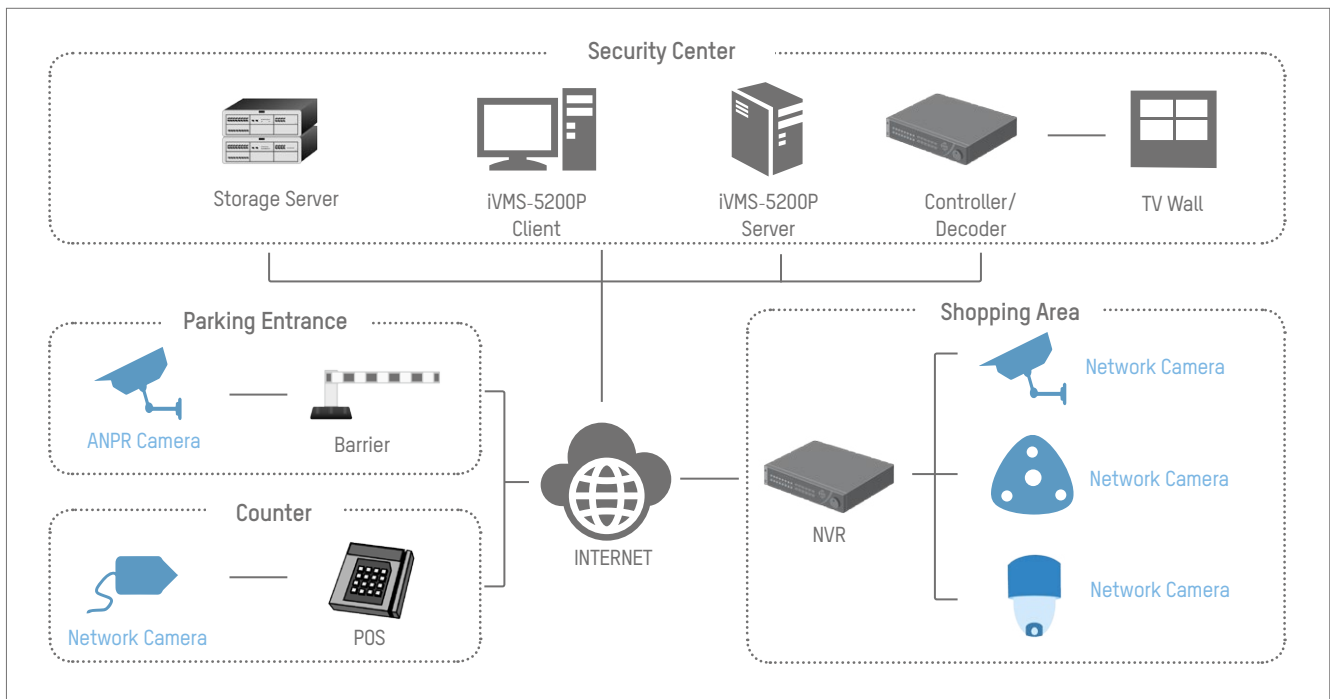 Security Center
Storage Server
iVMS-5200P
Client
iVMS-5200P
Server
Controller/
Decoder
TV Wall
Parking Entrance
ANPR Camera
Barrier
Counter
Network Camera
POS
INTERNET
Shopping Area
NVR
Network Camera
Network Camera
Network Camera